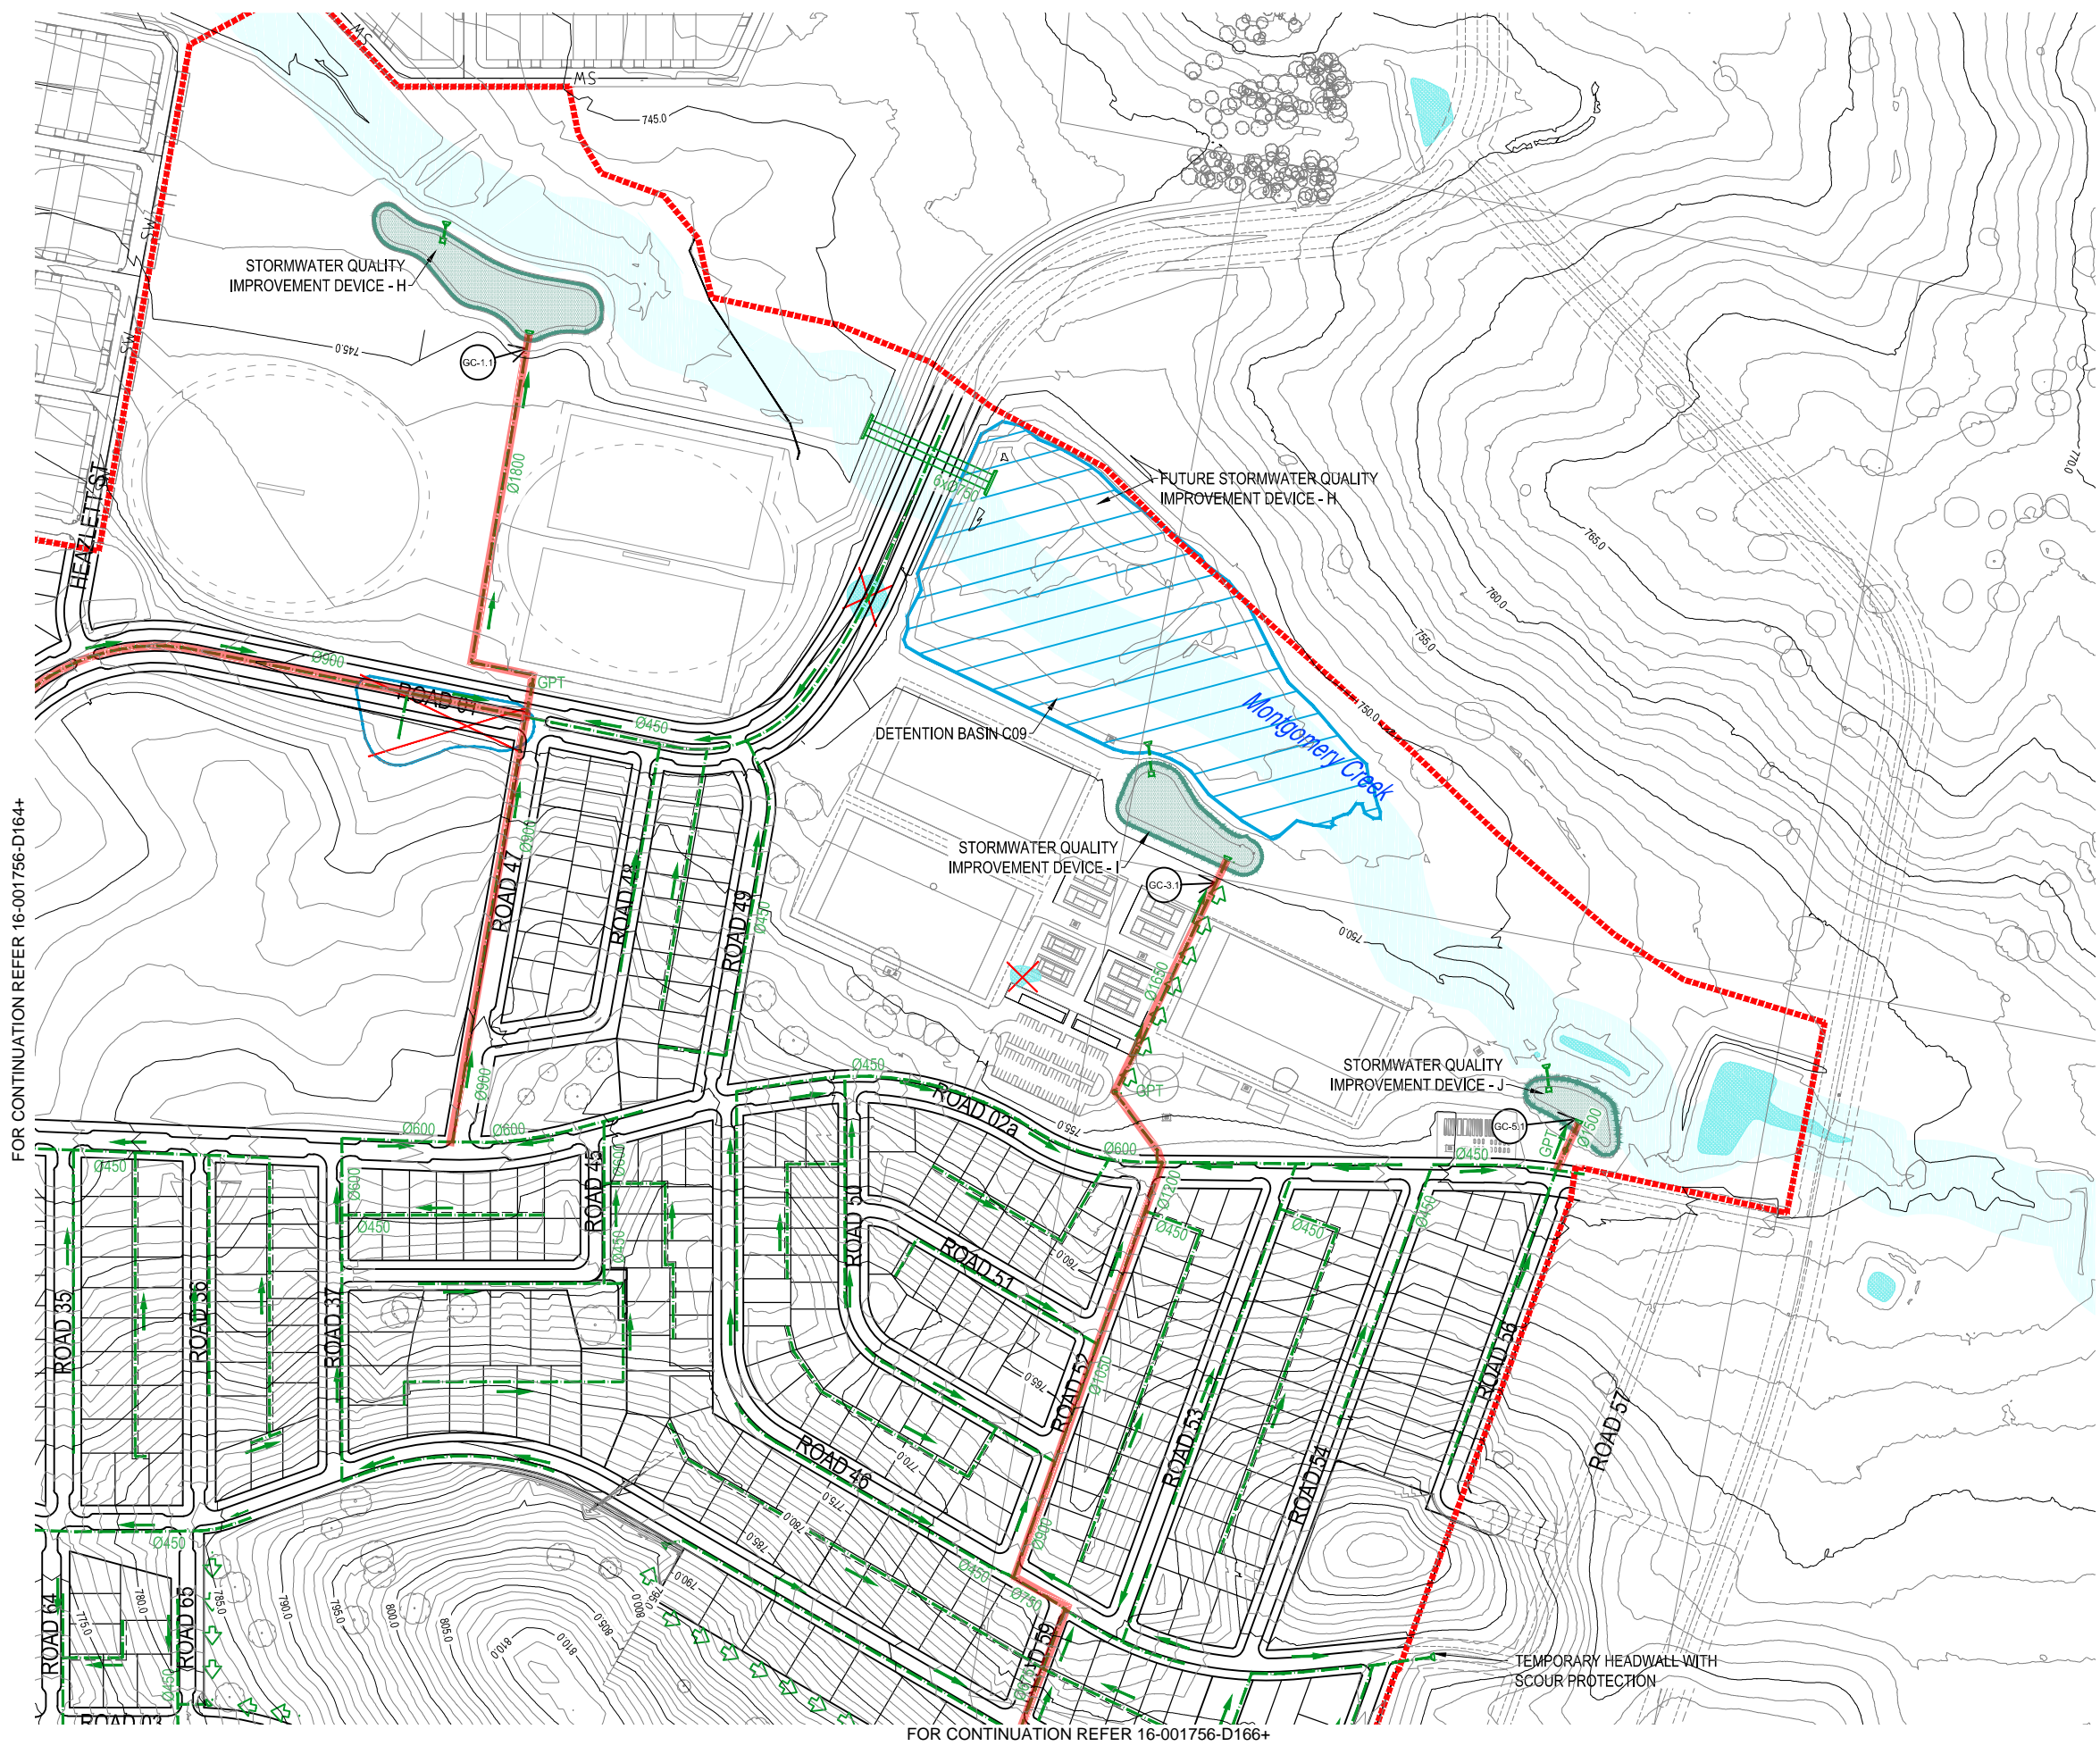 SW
SW
745.0
SW
STORMWATER QUALITY
IMPROVEMENT DEVICE - H
SW
745.0
GC-1.1
Ø1800
6xØ750
FUTURE STORMWATER QUALITY
IMPROVEMENT DEVICE - H
770.0
765.0
760.0
755.0
750.0
HEAZLETT ST
Ø900
ROAD 01
GPT
Ø450
DETENTION BASIN C09
Montgomery Creek
STORMWATER QUALITY
IMPROVEMENT DEVICE - I
GC-3.1
FOR CONTINUATION REFER 16-001756-D164+
Ø900
ROAD 47
ROAD 48
ROAD 49
Ø450
750.0
Ø1650
GPT
STORMWATER QUALITY
IMPROVEMENT DEVICE - J
GC-5.1
GPT
Ø1500
Ø900
Ø450
ROAD 02a
755.0
Ø600
Ø600
Ø600
Ø450
Ø450
Ø600
Ø450
ROAD 45
Ø600
Ø450
ROAD 50
ROAD 51
760.0
Ø1200
Ø450
Ø450
Ø450
ROAD 35
ROAD 36
ROAD 37
765.0
ROAD 52
Ø1050
ROAD 53
ROAD 54
ROAD 56
ROAD 57
ROAD 46
770.0
775.0
780.0
785.0
790.0
795.0
800.0
Ø450
Ø900
Ø750
Ø450
ROAD 64
775.0
780.0
ROAD 65
785.0
790.0
795.0
800.0
805.0
810.0
810.0
805.0
Ø450
ROAD 03
TEMPORARY HEADWALL WITH
SCOUR PROTECTION
FOR CONTINUATION REFER 16-001756-D166+